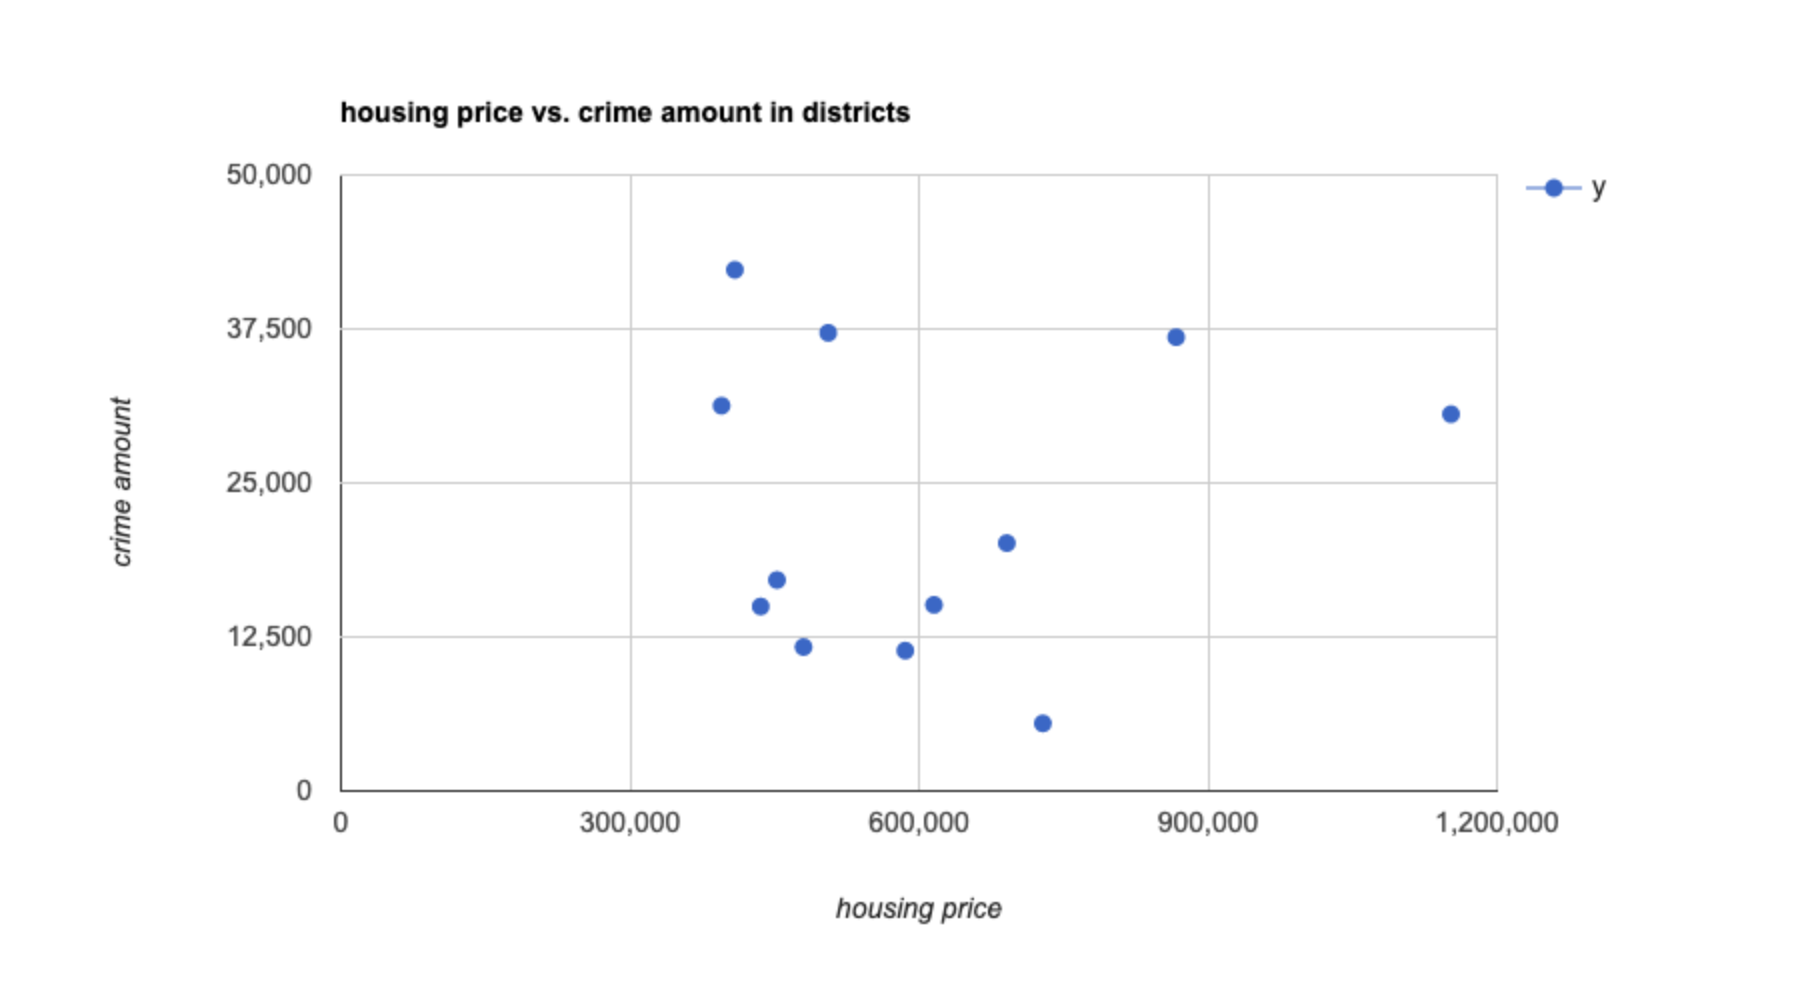 housing price vs. crime amount in districts
50,000
y
37,500
25,000
12,500
0
crime amount
0 300,000 600,000 900,000 1,200,000
housing price